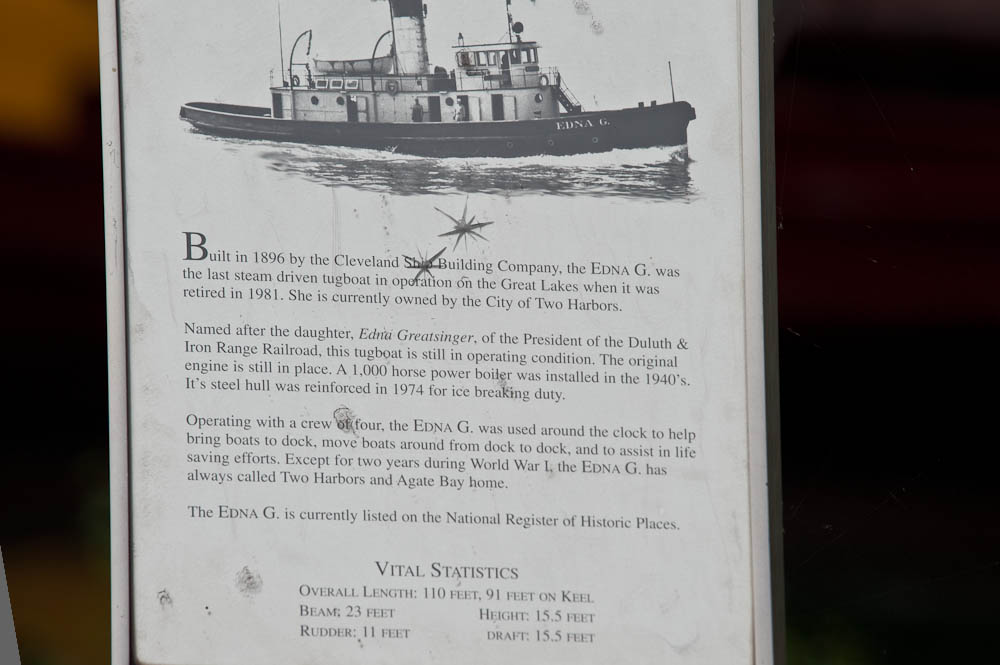 EDNA G.
Built in 1896 by the Cleveland Ship Building Company, the EDNA G. was
the last steam driven tugboat in operation on the Great Lakes when it was
retired in 1981. She is currently owned by the City of Two Harbors.
Named after the daughter, Edna Greatsinger, of the President of the Duluth &
Iron Range Railroad, this tugboat is still in operating condition. The original
engine is still in place. A 1,000 horse power boiler was installed in the 1940's.
It's steel hull was reinforced in 1974 for ice breaking duty.
Operating with a crew of four, the EDNA G. was used around the clock to help
bring boats to dock, move boats around from dock to dock, and to assist in life
saving efforts. Except for two years during World War I, the EDNA G. has
always called Two Harbors and Agate Bay home.
The EDNA G. is currently listed on the National Register of Historic Places.
VITAL STATISTICS
OVERALL LENGTH: 110 FEET, 91 FEET ON KEEL
BEAM: 23 FEET HEIGHT: 15.5 FEET
RUDDER: 11 FEET DRAFT: 15.5 FEET